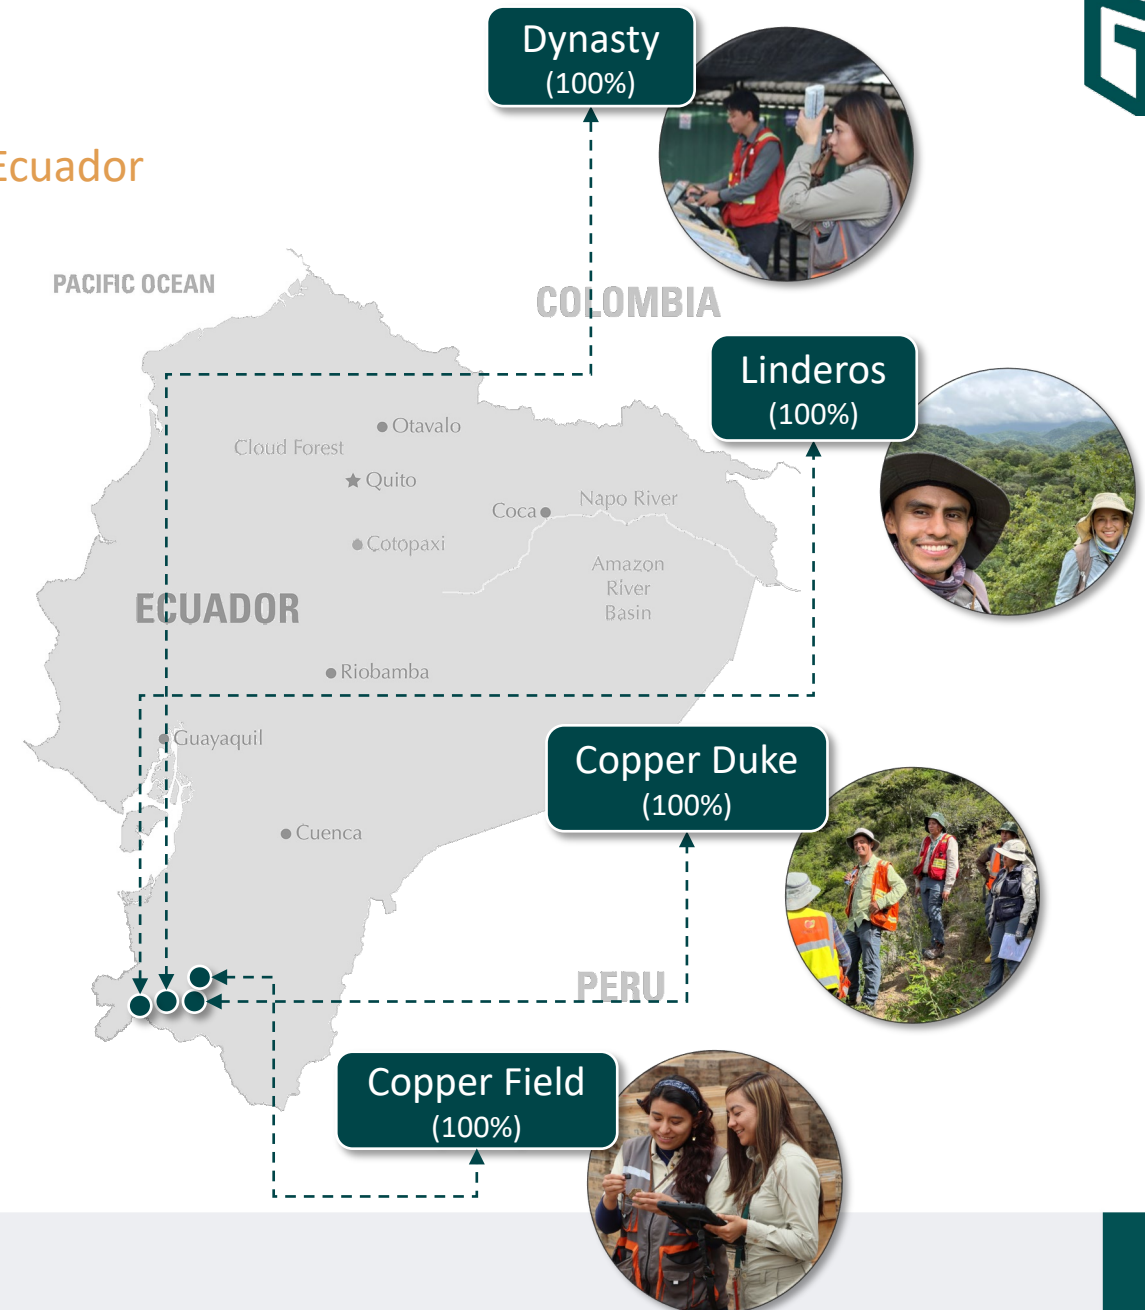 Dynasty
(100%)
Ecuador
PACIFIC OCEAN
COLOMBIA
Linderos
(100%)
Otavalo
Cloud Forest
Quito
Napo River
Coca
Cotopaxi
Amazon
River
Basin
ECUADOR
Riobamba
Guayaquil
Copper Duke
(100%)
Cuenca
PERU
Copper Field
(100%)